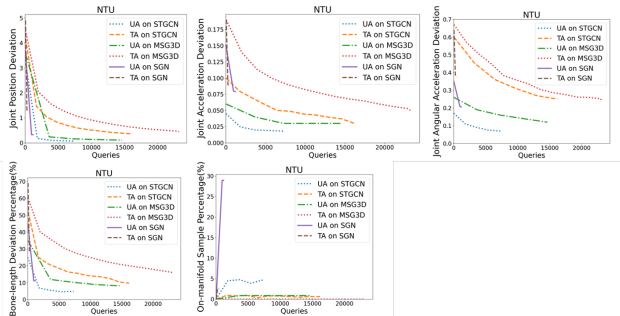 NTU
Joint Position Deviation
5
4
3
2
1
0
0 5000 10000 15000 20000
Queries
UA on STGCN
TA on STGCN
UA on MSG3D
TA on MSG3D
UA on SGN
TA on SGN
NTU
Joint Acceleration Deviation
0.175
0.150
0.125
0.100
0.075
0.050
0.025
0.000
0 5000 10000 15000 20000
Queries
UA on STGCN
TA on STGCN
UA on MSG3D
TA on MSG3D
UA on SGN
TA on SGN
NTU
Joint Angular Acceleration Deviation
0.7
0.6
0.5
0.4
0.3
0.2
0.1
0.0
0 5000 10000 15000 20000
Queries
UA on STGCN
TA on STGCN
UA on MSG3D
TA on MSG3D
UA on SGN
TA on SGN
NTU
Bone-length Deviation Percentage(%)
70
60
50
40
30
20
10
0
0 5000 10000 15000 20000
Queries
UA on STGCN
TA on STGCN
UA on MSG3D
TA on MSG3D
UA on SGN
TA on SGN
NTU
On-manifold Sample Percentage(%)
30
25
20
15
10
5
0
0 5000 10000 15000 20000
Queries
UA on STGCN
TA on STGCN
UA on MSG3D
TA on MSG3D
UA on SGN
TA on SGN